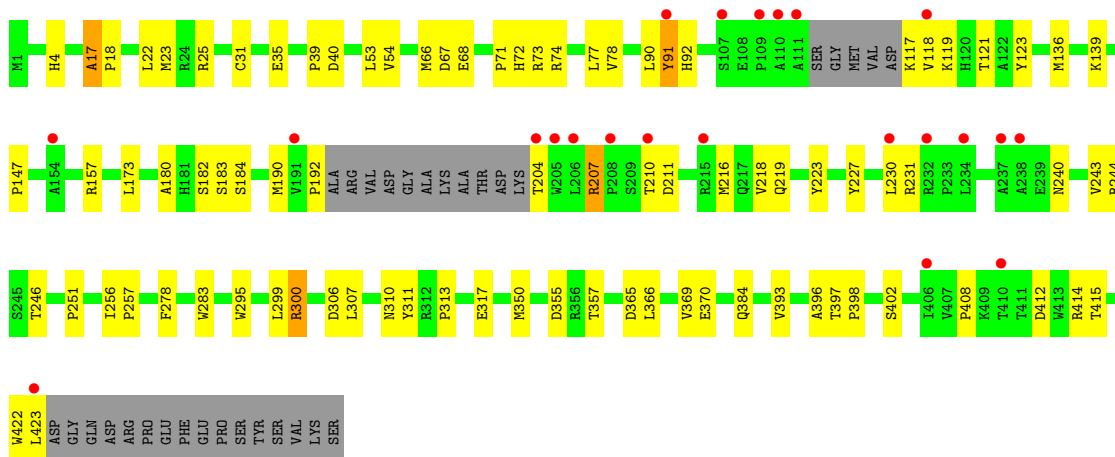 M1 H4 A17 P18 L22 M23 R24 R25 C31 E35 P39 D40 L53 V54 M66 D67 E68 P71 H72 R73 R74 L77 V78 L90 Y91 H92 S107 E108 P109 A110 A111 SER GLY MET VAL ASP K117 V118 K119 H120 T121 A122 Y123 M136 K139
P147 A154 R157 L173 A180 H181 S182 S183 S184 M190 V191 P192 ALA ARG VAL ASP GLY ALA LYS ALA THR ASP LYS T204 W205 L206 R207 P208 S209 T210 D211 R215 M216 Q217 V218 Q219 Y223 Y227 L230 R231 R232 P233 L234 A237 A238 E239 N240 V243
S245 T246 P251 I256 P257 F278 W283 W295 L299 R300 D306 L307 N310 Y311 R312 P313 E317 M350 D355 R356 T357 D365 L366 V369 E370 Q384 V393 A396 T397 P398 S402 I406 V407 P408 K409 T410 T411 D412 W413 R414 T415
W422 L423 ASP GLY GLN ASP ARG PRO GLU PHE GLU PRO SER TYR SER VAL LYS SER